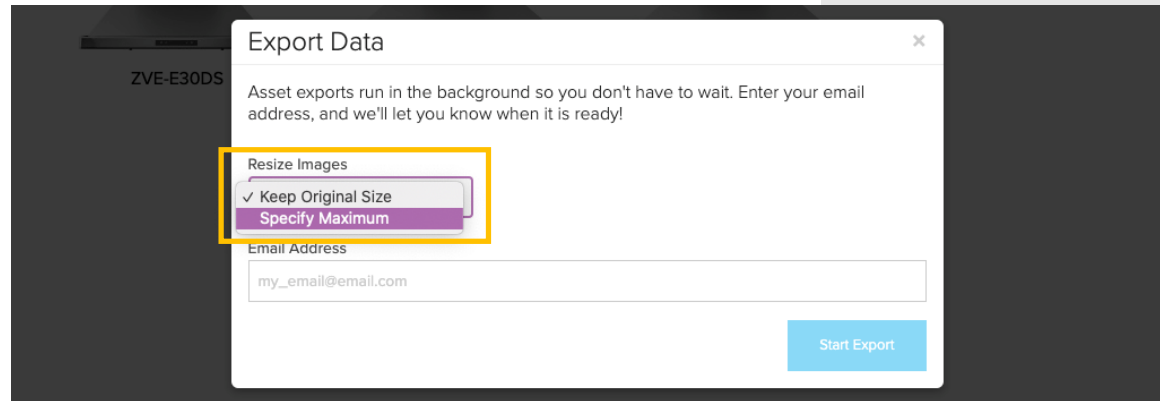 Export Data
×
ZVE-E30DS
Asset exports run in the background so you don't have to wait. Enter your email
address, and we'll let you know when it is ready!
Resize Images
✓ Keep Original Size
Specify Maximum
Email Address
my_email@email.com
Start Export